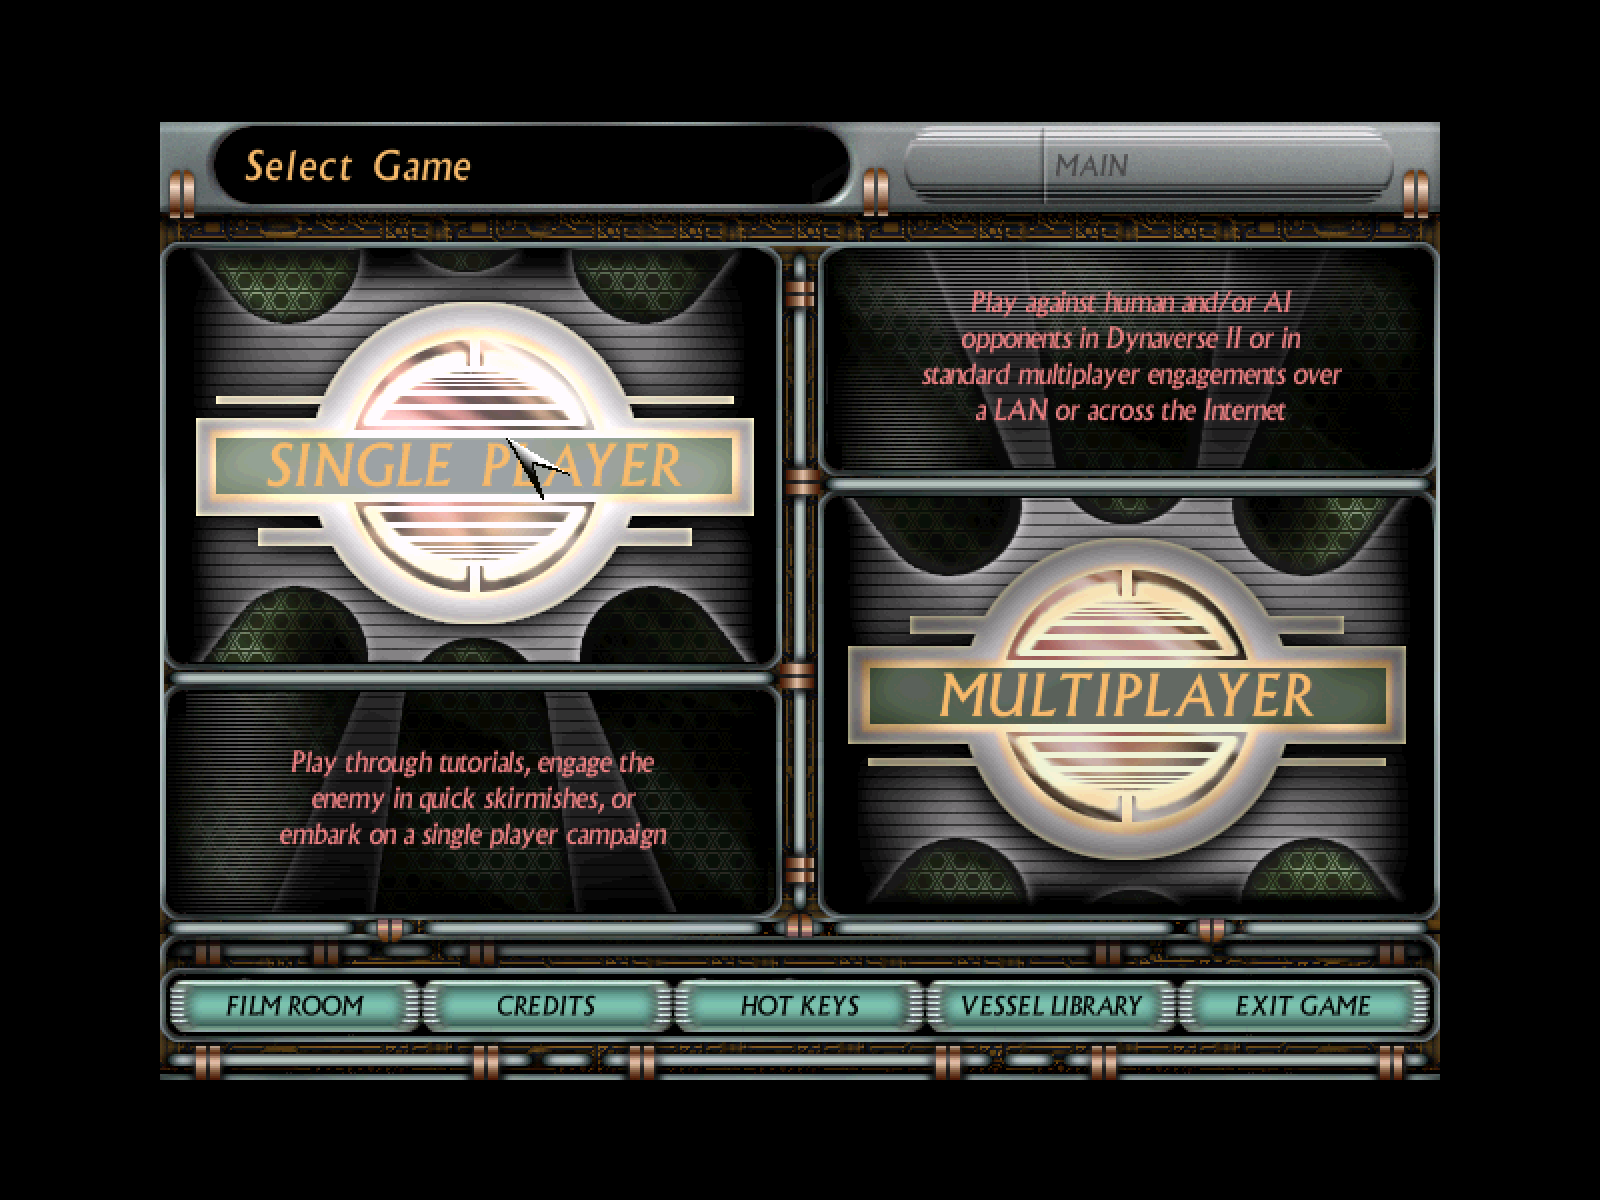 Select Game
MAIN
SINGLE PLAYER
Play through tutorials, engage the
enemy in quick skirmishes, or
embark on a single player campaign
Play against human and/or AI
opponents in Dynaverse II or in
standard multiplayer engagements over
a LAN or across the Internet
MULTIPLAYER
FILM ROOM
CREDITS
HOT KEYS
VESSEL LIBRARY
EXIT GAME